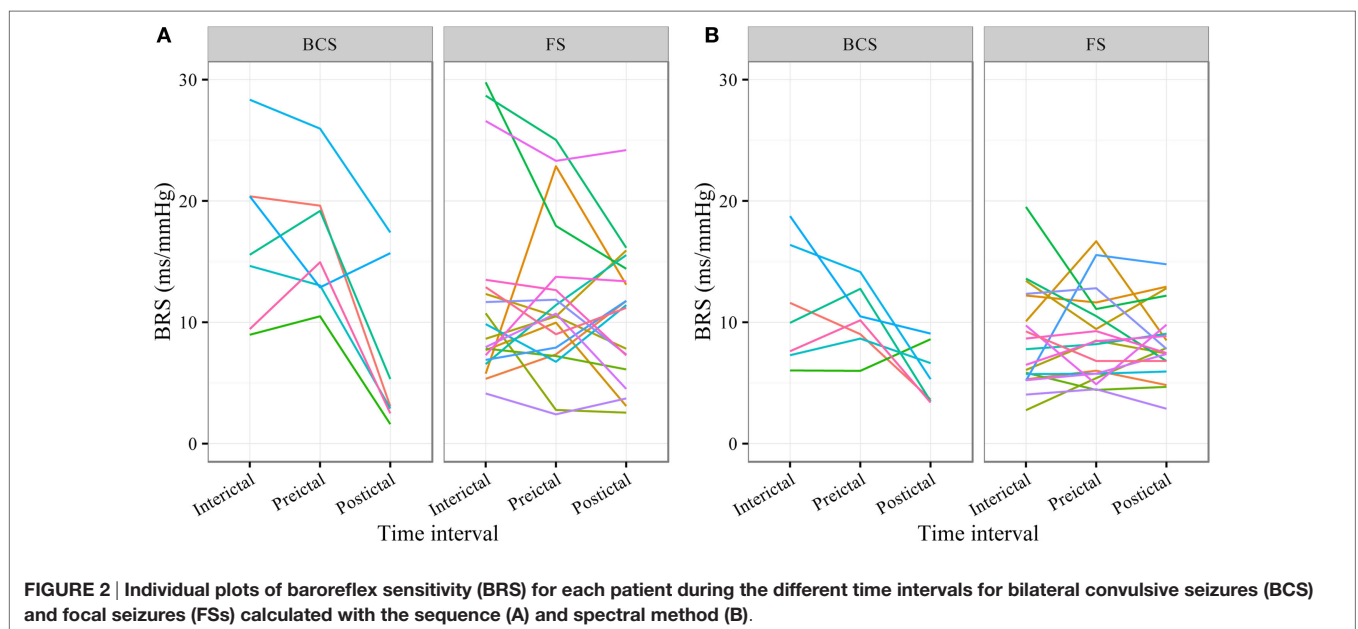 A
BCS
FS
B
BCS
FS
30
20
10
0
BRS (ms/mmHg)
Interictal
Preictal
Postictal
Interictal
Preictal
Postictal
Time interval
30
20
10
0
BRS (ms/mmHg)
Interictal
Preictal
Postictal
Interictal
Preictal
Postictal
Time interval
FIGURE 2 | Individual plots of baroreflex sensitivity (BRS) for each patient during the different time intervals for bilateral convulsive seizures (BCS)
and focal seizures (FSs) calculated with the sequence (A) and spectral method (B).